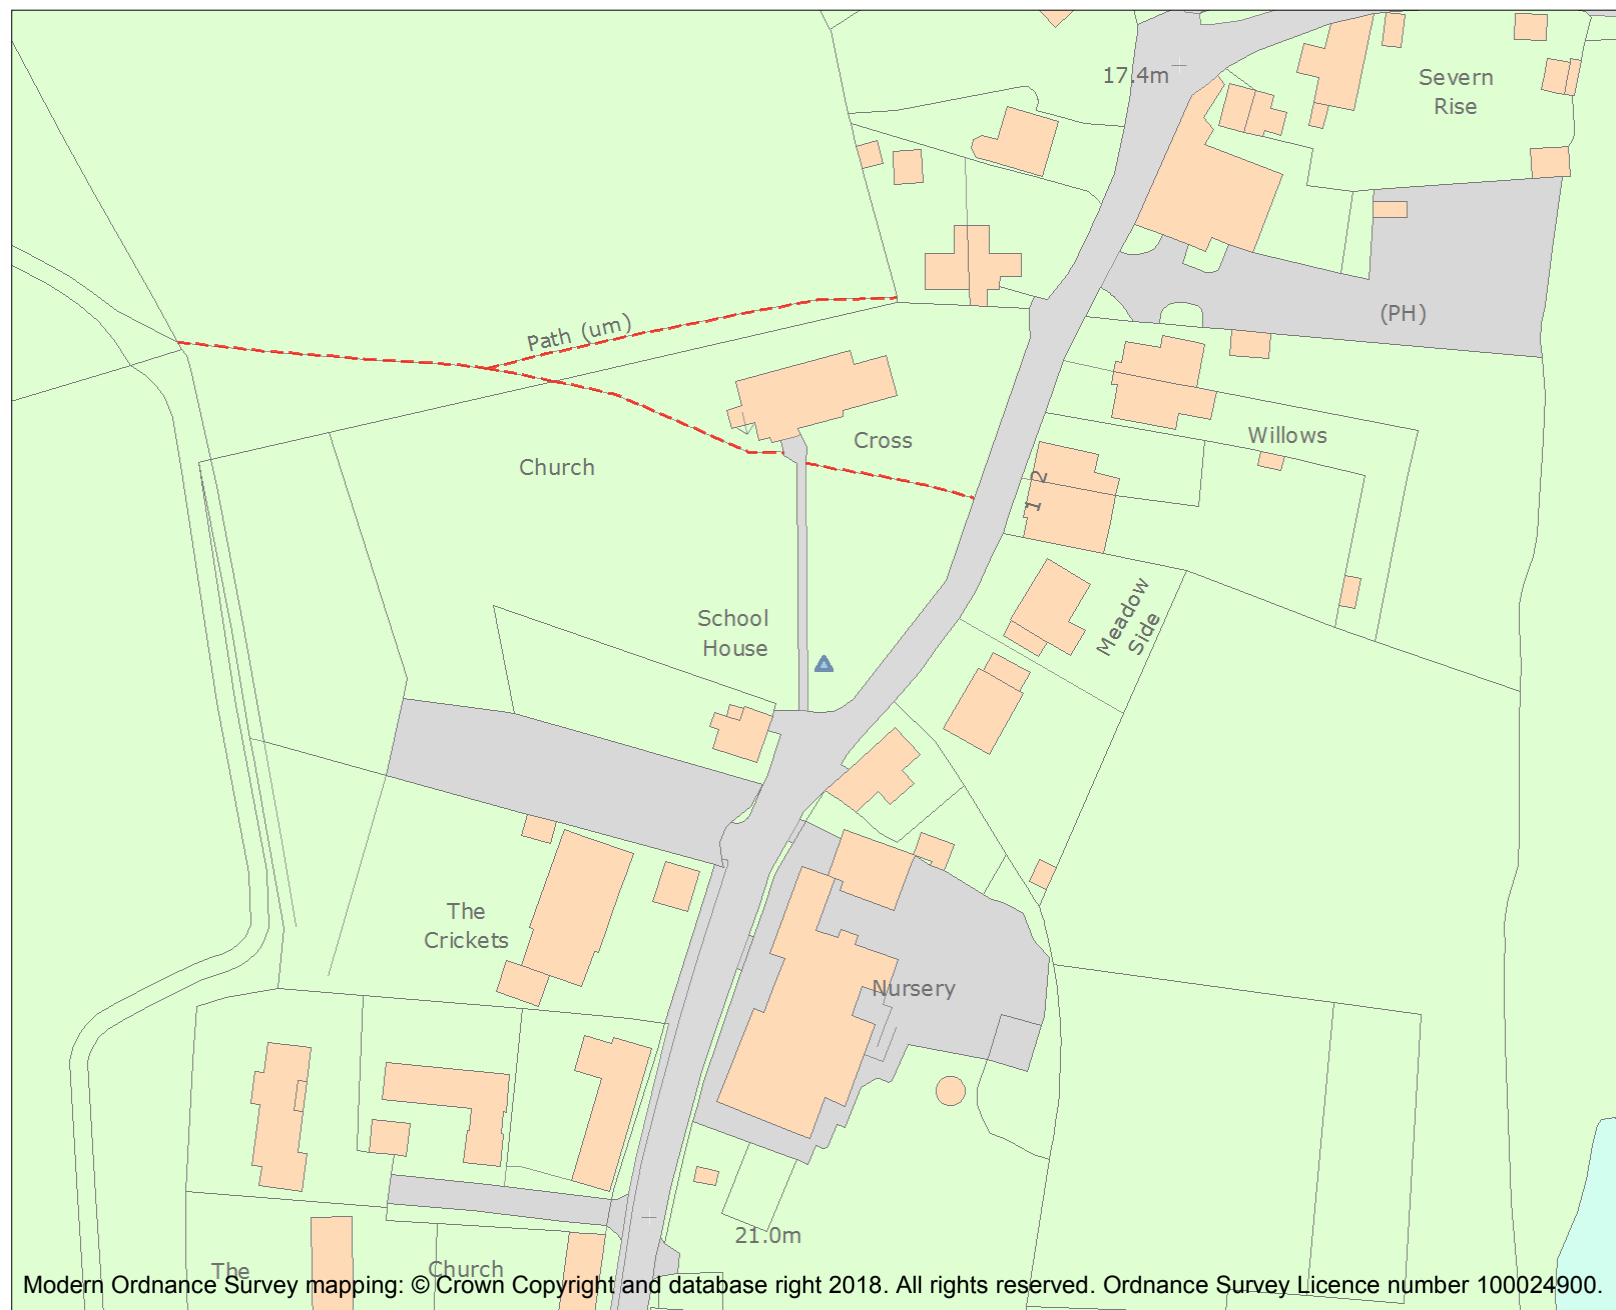 17.4m
Severn
Rise
Path (um)
(PH)
Cross
Willows
Church
2
1
School
House
Meadow
Side
The
Crickets
Nursery
21.0m
The
Church
Modern Ordnance Survey mapping: © Crown Copyright and database right 2018. All rights reserved. Ordnance Survey Licence number 100024900.